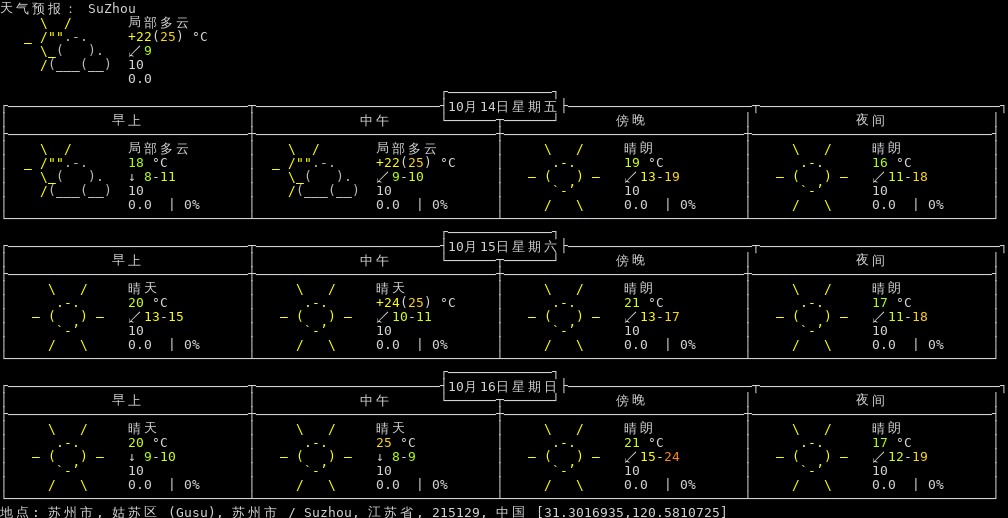 天气预报: SuZhou
局部多云
+22(25) °C
↙9
10
0.0
10月14日星期五
早上 中午 傍晚 夜间
局部多云 局部多云 晴朗 晴朗
18 °C +22(25) °C 19 °C 16 °C
↓ 8-11 ↙9-10 ↙13-19 ↙11-18
10 10 10 10
0.0 | 0% 0.0 | 0% 0.0 | 0% 0.0 | 0%
10月15日星期六
早上 中午 傍晚 夜间
晴天 晴天 晴朗 晴朗
20 °C +24(25) °C 21 °C 17 °C
↙13-15 ↙10-11 ↙13-17 ↙11-18
10 10 10 10
0.0 | 0% 0.0 | 0% 0.0 | 0% 0.0 | 0%
10月16日星期日
早上 中午 傍晚 夜间
晴天 晴天 晴朗 晴朗
20 °C 25 °C 21 °C 17 °C
↓ 9-10 ↓ 8-9 ↙15-24 ↙12-19
10 10 10 10
0.0 | 0% 0.0 | 0% 0.0 | 0% 0.0 | 0%
地点: 苏州市, 姑苏区 (Gusu), 苏州市 / Suzhou, 江苏省, 215129, 中国 [31.3016935,120.5810725]